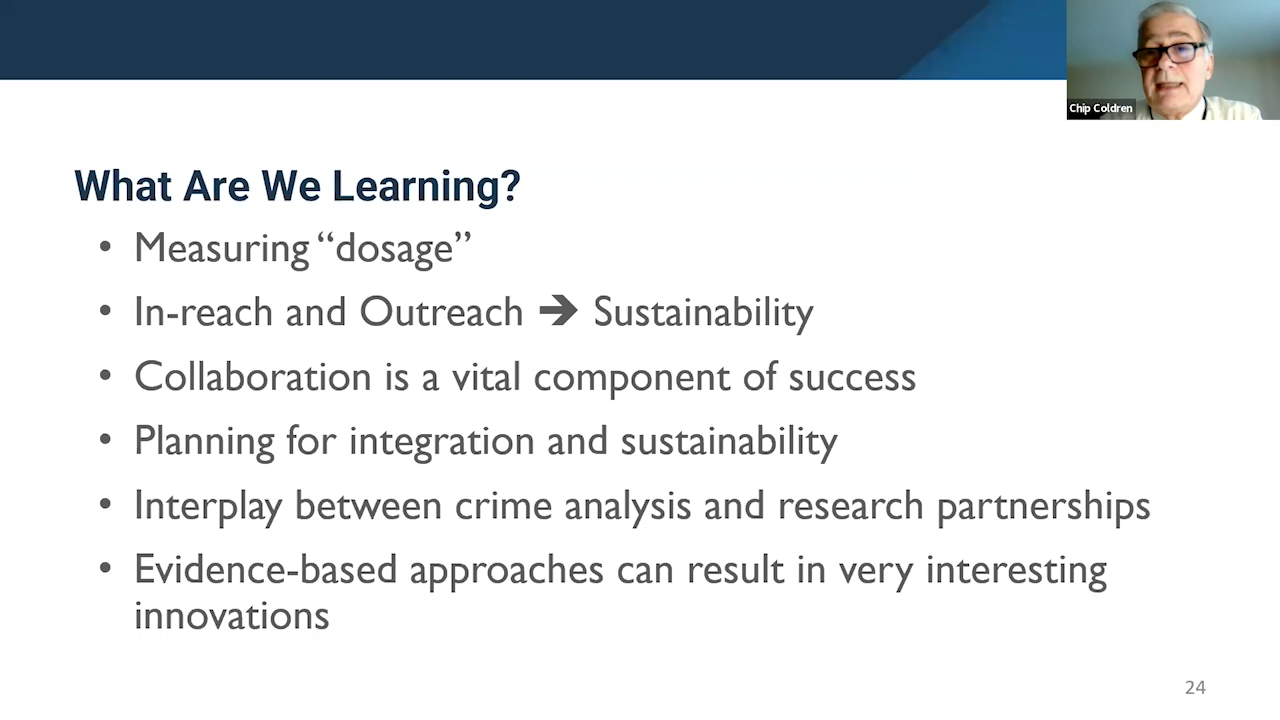 Chip Coldren
What Are We Learning?
• Measuring “dosage”
• In-reach and Outreach ➔ Sustainability
• Collaboration is a vital component of success
• Planning for integration and sustainability
• Interplay between crime analysis and research partnerships
• Evidence-based approaches can result in very interesting
innovations
24